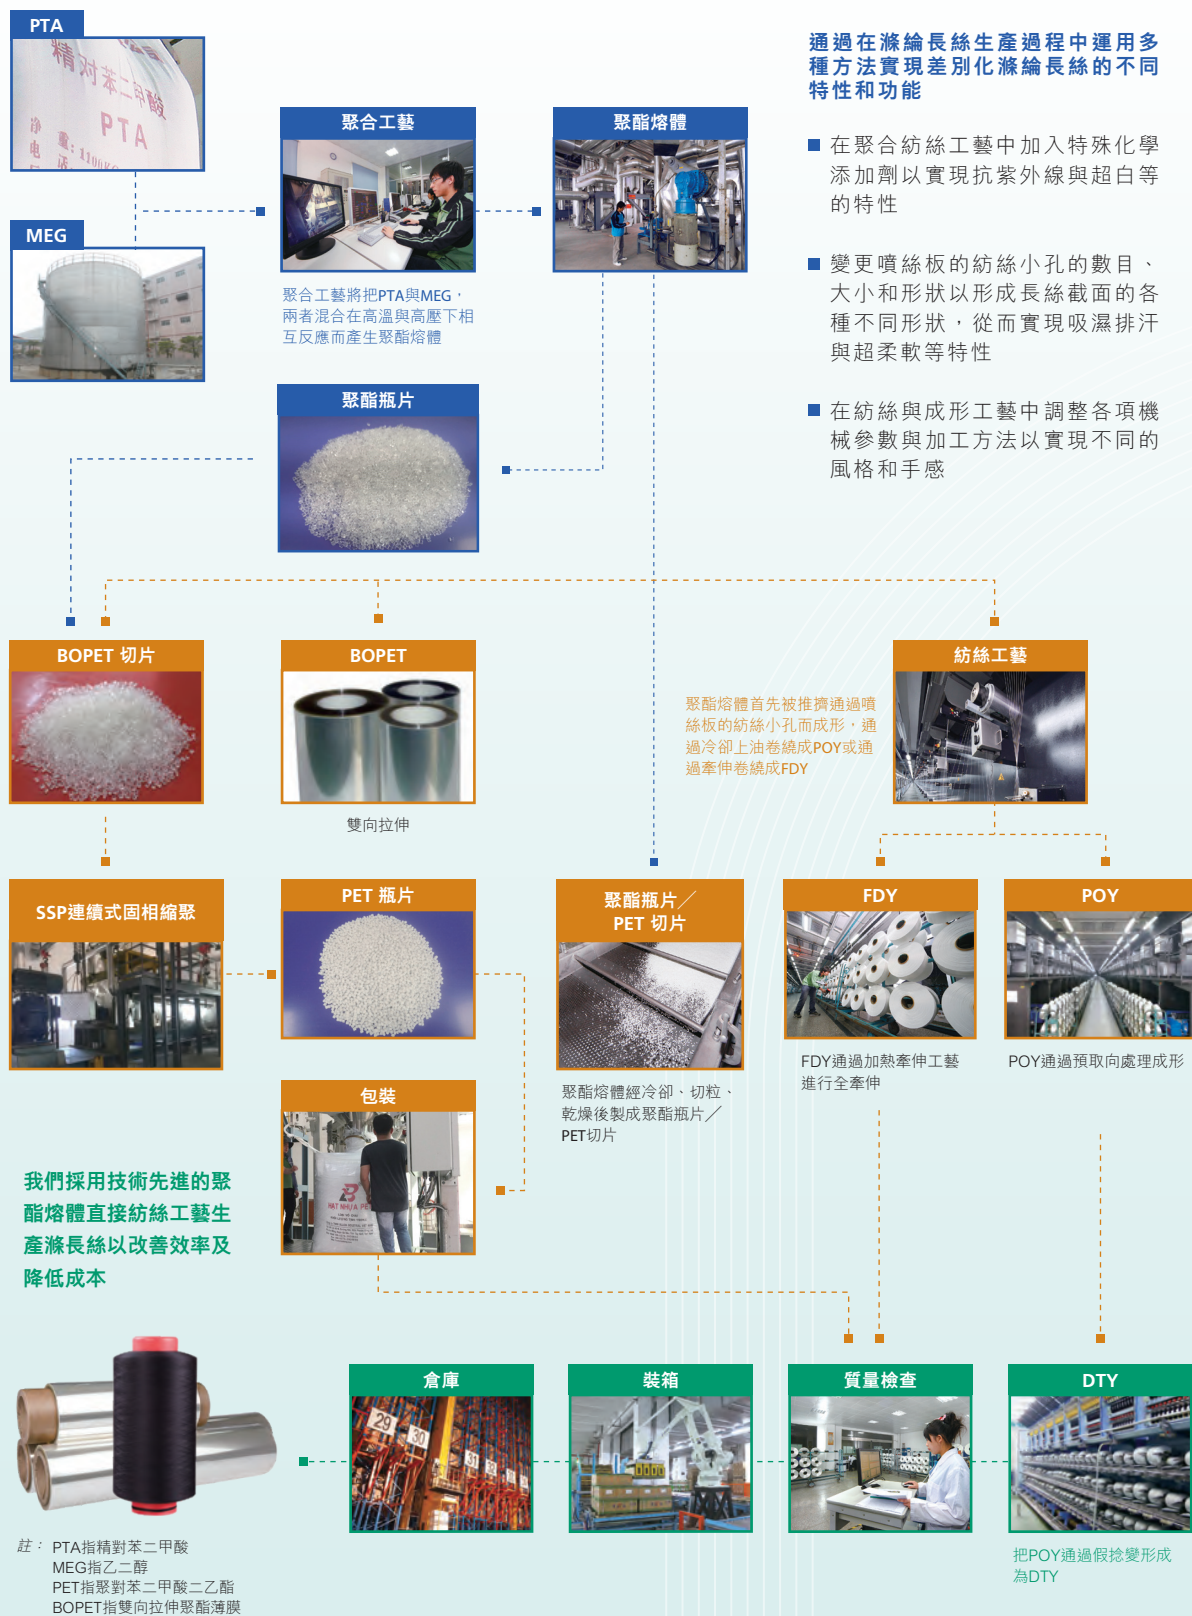 PTA
精对苯二甲酸
PTA
净 重:1100KG
电 话:
MEG
聚合工藝
聚合工藝將把PTA與MEG，
兩者混合在高溫與高壓下相
互反應而產生聚酯熔體
聚酯熔體
通過在滌綸長絲生產過程中運用多
種方法實現差別化滌綸長絲的不同
特性和功能
在聚合紡絲工藝中加入特殊化學
添加劑以實現抗紫外線與超白等
的特性
變更噴絲板的紡絲小孔的數目、
大小和形狀以形成長絲截面的各
種不同形狀，從而實現吸濕排汗
與超柔軟等特性
在紡絲與成形工藝中調整各項機
械參數與加工方法以實現不同的
風格和手感
聚酯瓶片
BOPET 切片
BOPET
雙向拉伸
聚酯熔體首先被推擠通過噴
絲板的紡絲小孔而成形，通
過冷卻上油卷繞成POY或通
過牽伸卷繞成FDY
紡絲工藝
SSP連續式固相縮聚
PET 瓶片
聚酯瓶片／
PET 切片
聚酯熔體經冷卻、切粒、
乾燥後製成聚酯瓶片／
PET切片
FDY
FDY通過加熱牽伸工藝
進行全牽伸
POY
POY通過預取向處理成形
包裝
HAT NHUA PET
我們採用技術先進的聚
酯熔體直接紡絲工藝生
產滌長絲以改善效率及
降低成本
倉庫
29
30
31
裝箱
質量檢查
DTY
把POY通過假捻變形成
為DTY
註： PTA指精對苯二甲酸
MEG指乙二醇
PET指聚對苯二甲酸二乙酯
BOPET指雙向拉伸聚酯薄膜